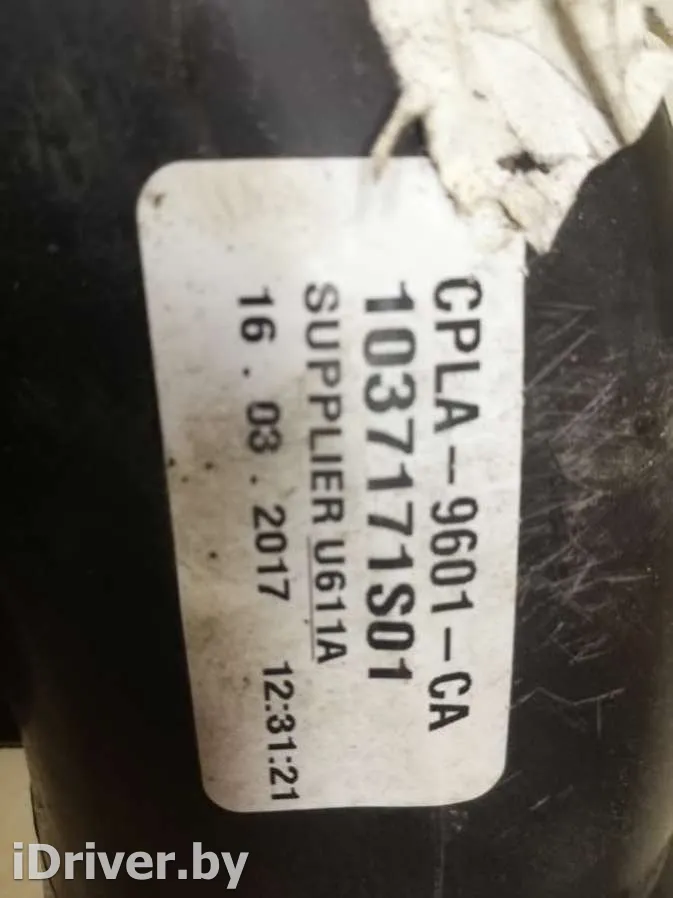 CPLA-9601-CA
1037171S01
SUPPLIER U611A
16.03.2017 12:31:21
iDriver.by